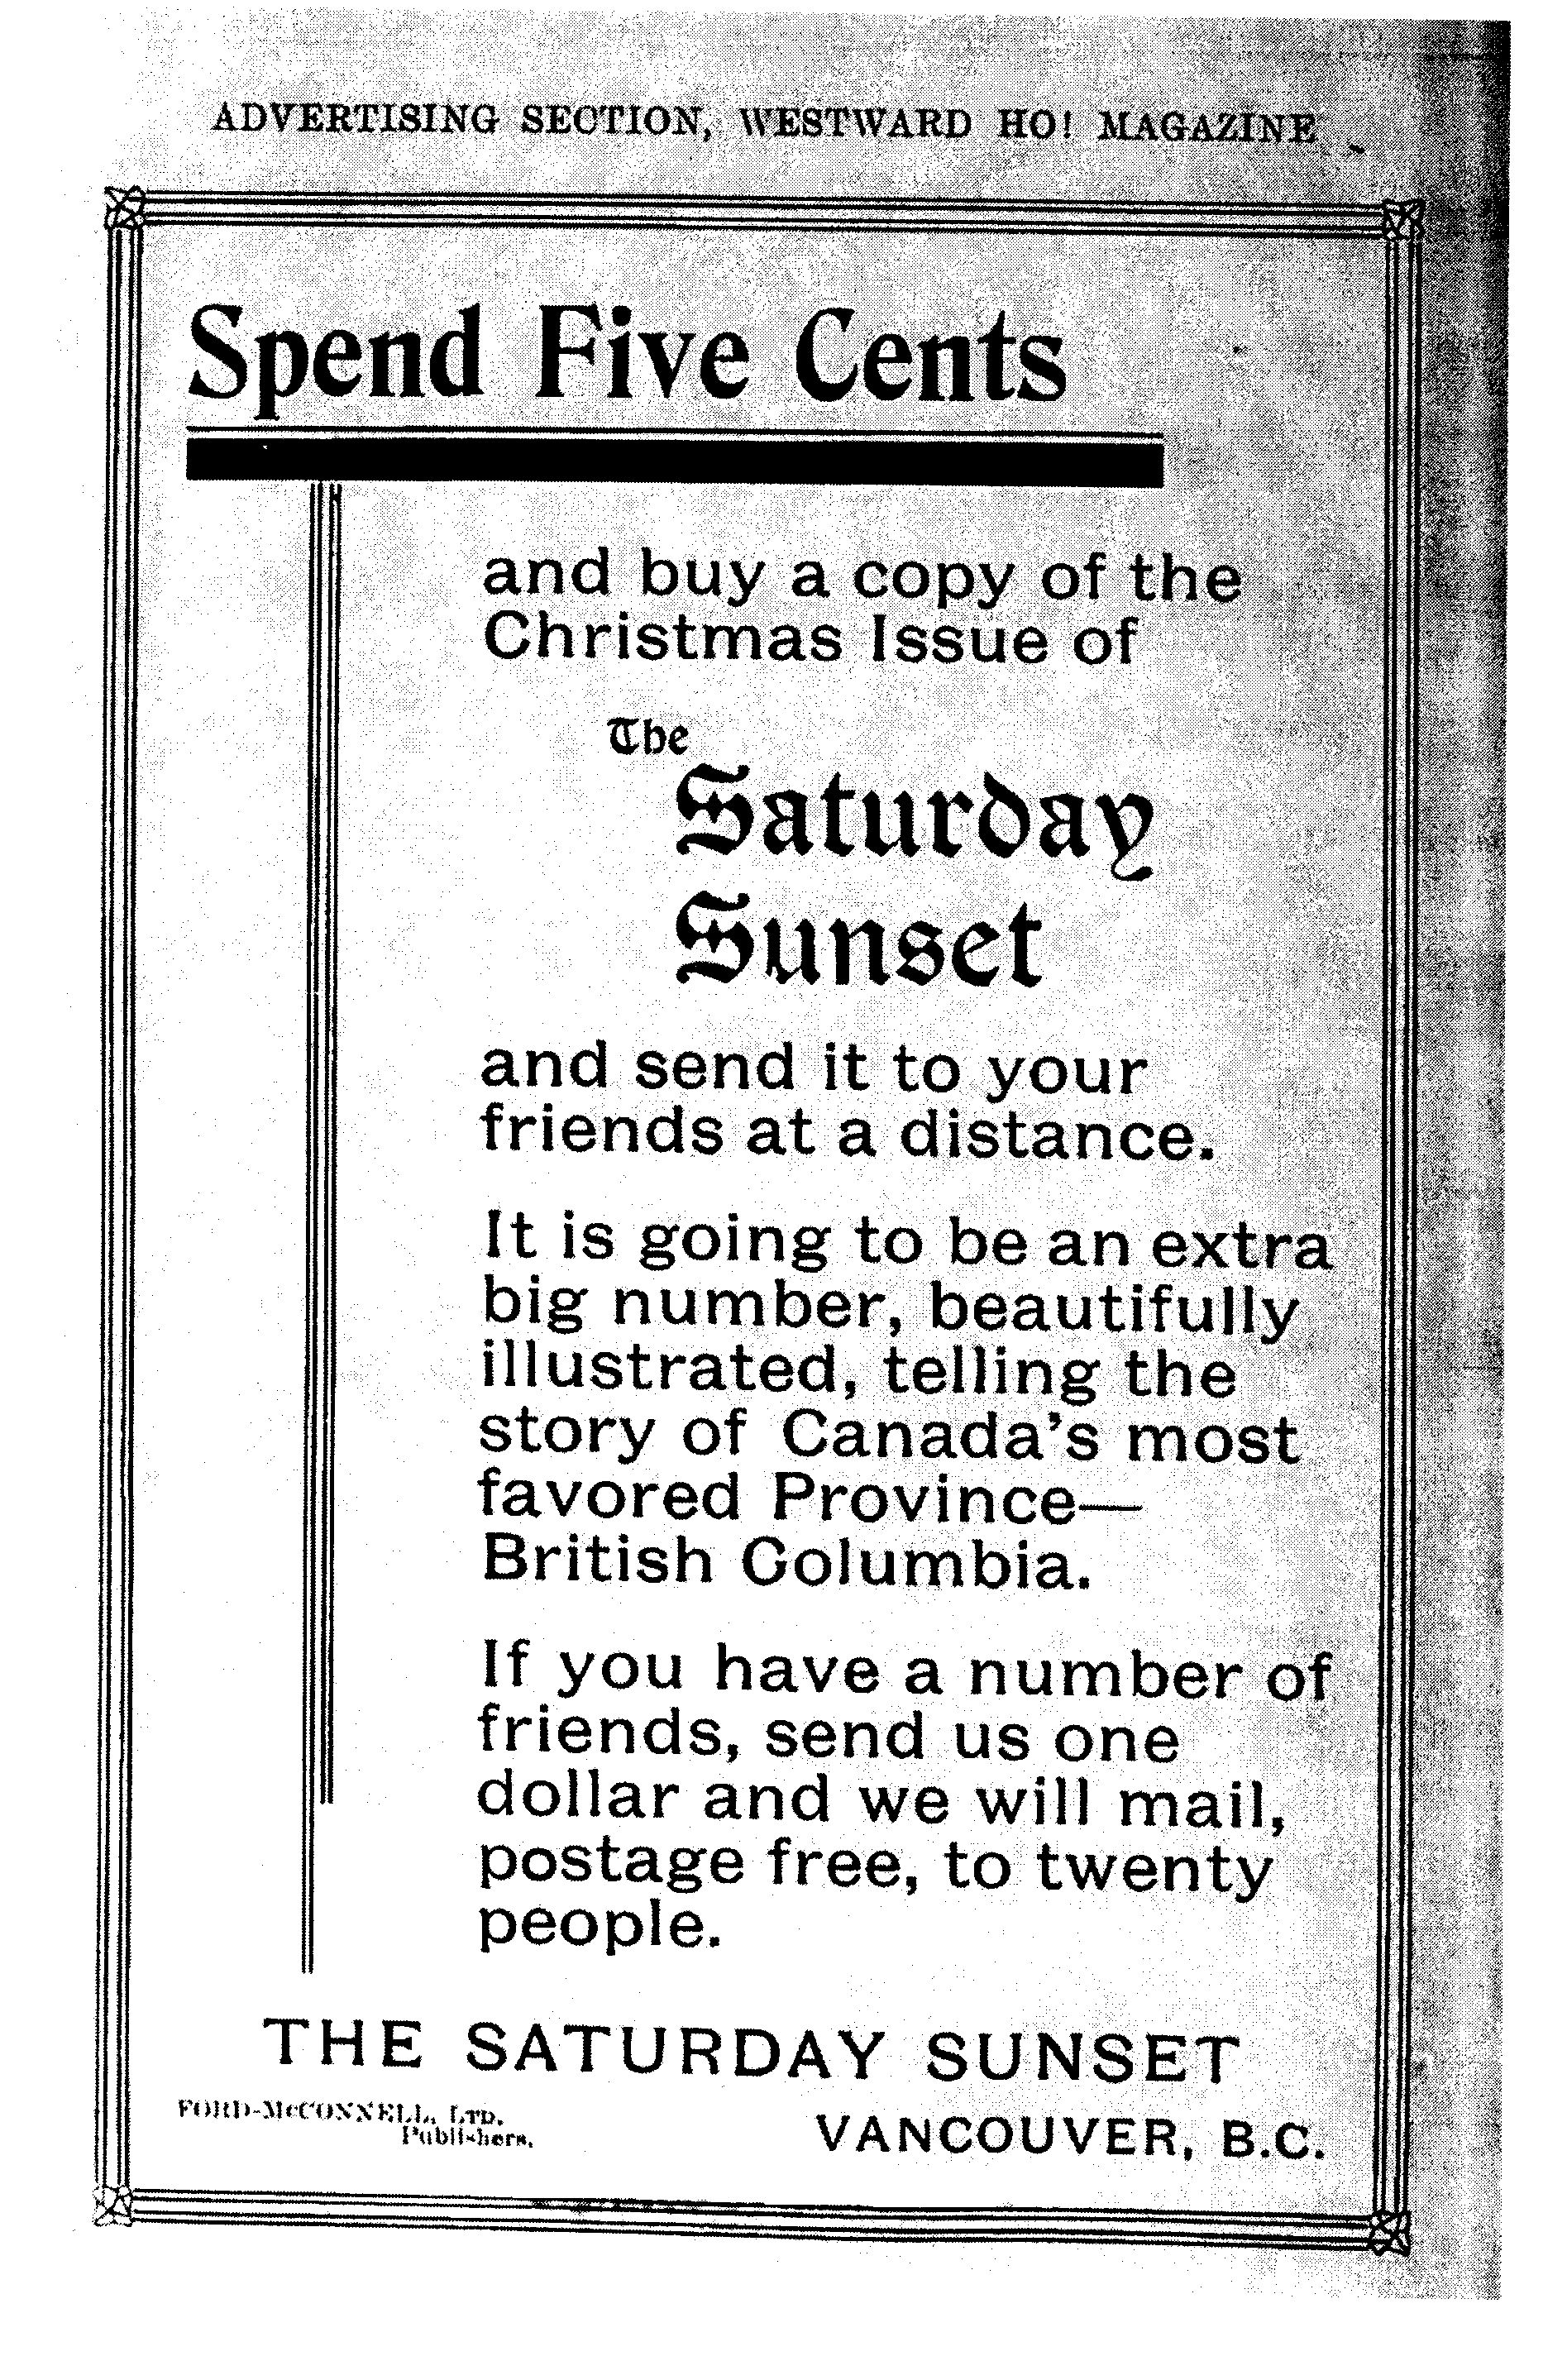 ADVERTISING SECTION, WESTWARD HO! MAGAZINE
Spend Five Cents
and buy a copy of the
Christmas Issue of
The
Saturday
Sunset
and send it to your
friends at a distance.
It is going to be an extra
big number, beautifully
illustrated, telling the
story of Canada's most
favored Province—
British Columbia.
If you have a number of
friends, send us one
dollar and we will mail,
postage free, to twenty
people.
THE SATURDAY SUNSET
FORD-McCONNELL, LTD.
Publishers.
VANCOUVER, B.C.